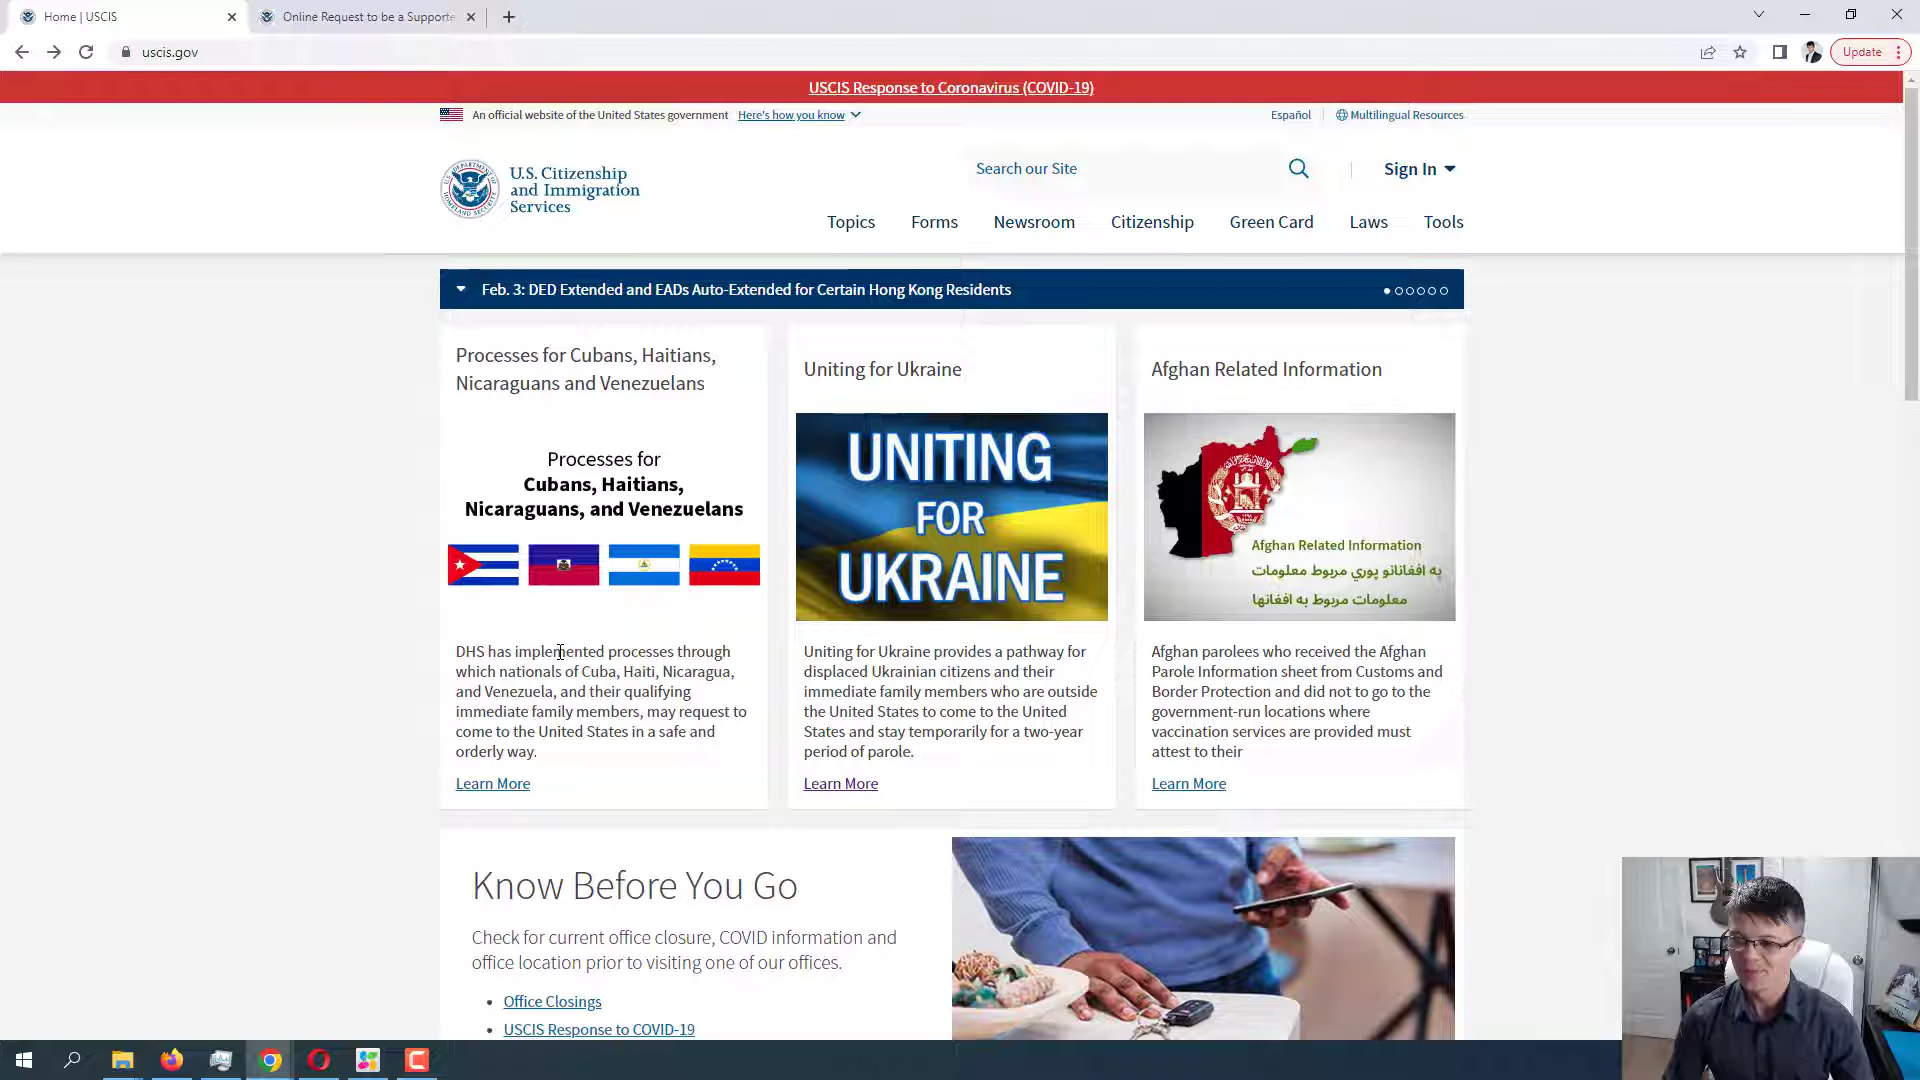 Home | USCIS
Online Request to be a Supporte
uscis.gov
Update
USCIS Response to Coronavirus (COVID-19)
An official website of the United States government Here's how you know
Español
Multilingual Resources
U.S. Citizenship
and Immigration
Services
Search our Site
Sign In
Topics Forms Newsroom Citizenship Green Card Laws Tools
Feb. 3: DED Extended and EADs Auto-Extended for Certain Hong Kong Residents
Processes for Cubans, Haitians,
Nicaraguans and Venezuelans
Processes for
Cubans, Haitians,
Nicaraguans, and Venezuelans
DHS has implemented processes through
which nationals of Cuba, Haiti, Nicaragua,
and Venezuela, and their qualifying
immediate family members, may request to
come to the United States in a safe and
orderly way.
Learn More
Uniting for Ukraine
UNITING
FOR
UKRAINE
Uniting for Ukraine provides a pathway for
displaced Ukrainian citizens and their
immediate family members who are outside
the United States to come to the United
States and stay temporarily for a two-year
period of parole.
Learn More
Afghan Related Information
Afghan Related Information
به افغانانو پورې مربوط معلومات
معلومات مربوط به افغانها
Afghan parolees who received the Afghan
Parole Information sheet from Customs and
Border Protection and did not to go to the
government-run locations where
vaccination services are provided must
attest to their
Learn More
Know Before You Go
Check for current office closure, COVID information and
office location prior to visiting one of our offices.
Office Closings
USCIS Response to COVID-19